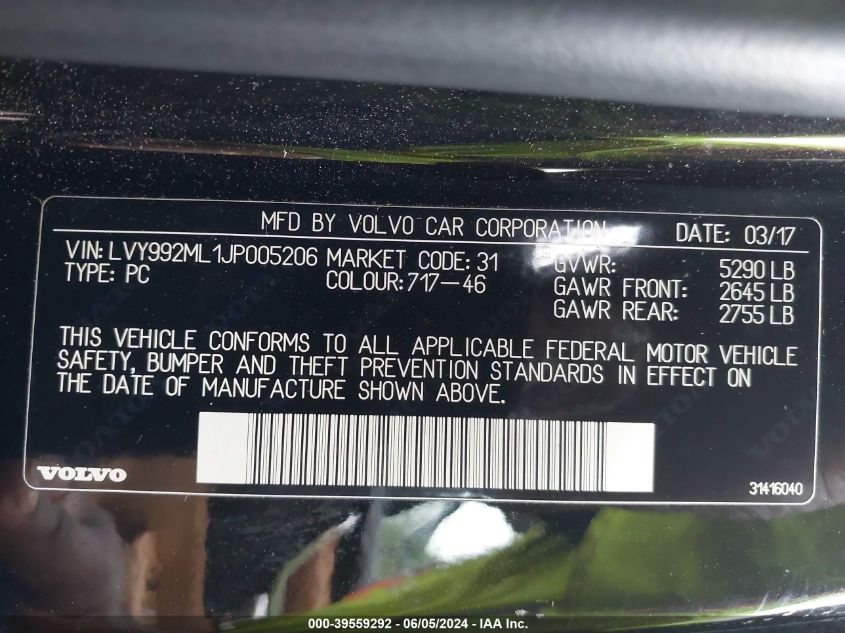 MFD BY VOLVO CAR CORPORATION DATE: 03/17
VIN: LVY992ML1JP005206 MARKET CODE: 31 GVWR: 5290 LB
TYPE: PC COLOUR: 717-46 GAWR FRONT: 2645 LB
GAWR REAR: 2755 LB
THIS VEHICLE CONFORMS TO ALL APPLICABLE FEDERAL MOTOR VEHICLE
SAFETY, BUMPER AND THEFT PREVENTION STANDARDS IN EFFECT ON
THE DATE OF MANUFACTURE SHOWN ABOVE.
VOLVO 31416040
000-39559292 - 06/05/2024 - IAA Inc.